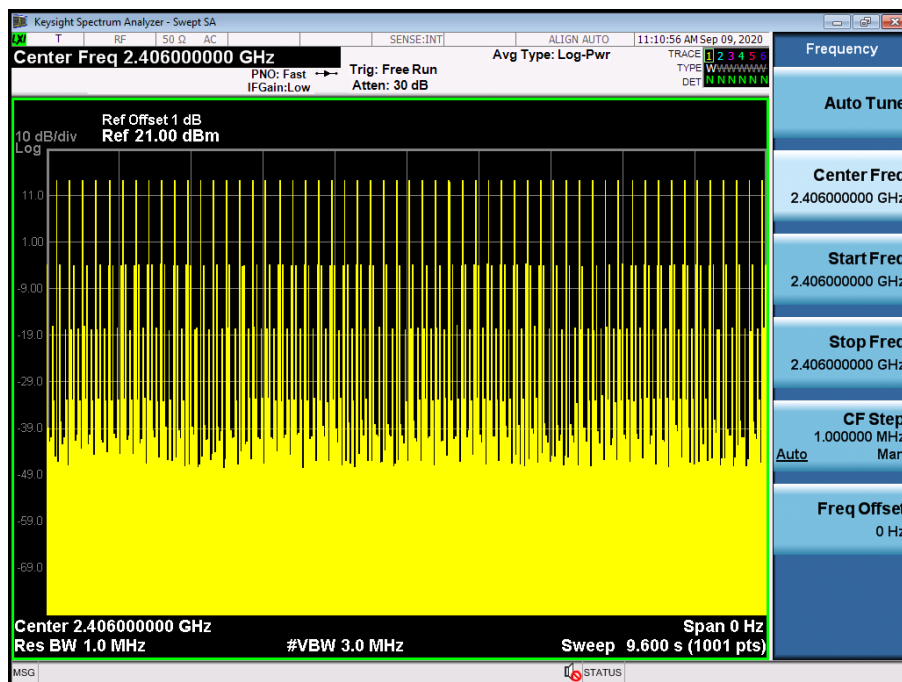 Keysight Spectrum Analyzer - Swept SA
LXI T RF 50 Ω AC SENSE:INT ALIGN AUTO 11:10:56 AM Sep 09, 2020
Center Freq 2.406000000 GHz
PNO: Fast
IFGain:Low
Trig: Free Run
Atten: 30 dB
Avg Type: Log-Pwr
TRACE 1 2 3 4 5 6
TYPE WWWWWW
DET N N N N N N
Ref Offset 1 dB
10 dB/div Ref 21.00 dBm
Log
11.0
1.00
-9.00
-19.0
-29.0
-39.0
-49.0
-59.0
-69.0
Center 2.406000000 GHz Span 0 Hz
Res BW 1.0 MHz #VBW 3.0 MHz Sweep 9.600 s (1001 pts)
MSG STATUS
Frequency
Auto Tune
Center Freq
2.406000000 GHz
Start Freq
2.406000000 GHz
Stop Freq
2.406000000 GHz
CF Step
1.000000 MHz
Auto Man
Freq Offset
0 Hz